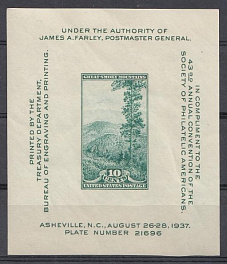 UNDER THE AUTHORITY OF
JAMES A. FARLEY, POSTMASTER GENERAL
PRINTED BY THE
TREASURY DEPARTMENT,
BUREAU OF ENGRAVING AND PRINTING.
GREAT SMOKY MOUNTAINS
10
CENTS
UNITED STATES POSTAGE
IN COMPLIMENT TO THE
43RD ANNUAL CONVENTION OF THE
SOCIETY OF PHILATELIC AMERICANS
ASHEVILLE, N.C., AUGUST 26-28, 1937.
PLATE NUMBER 21696